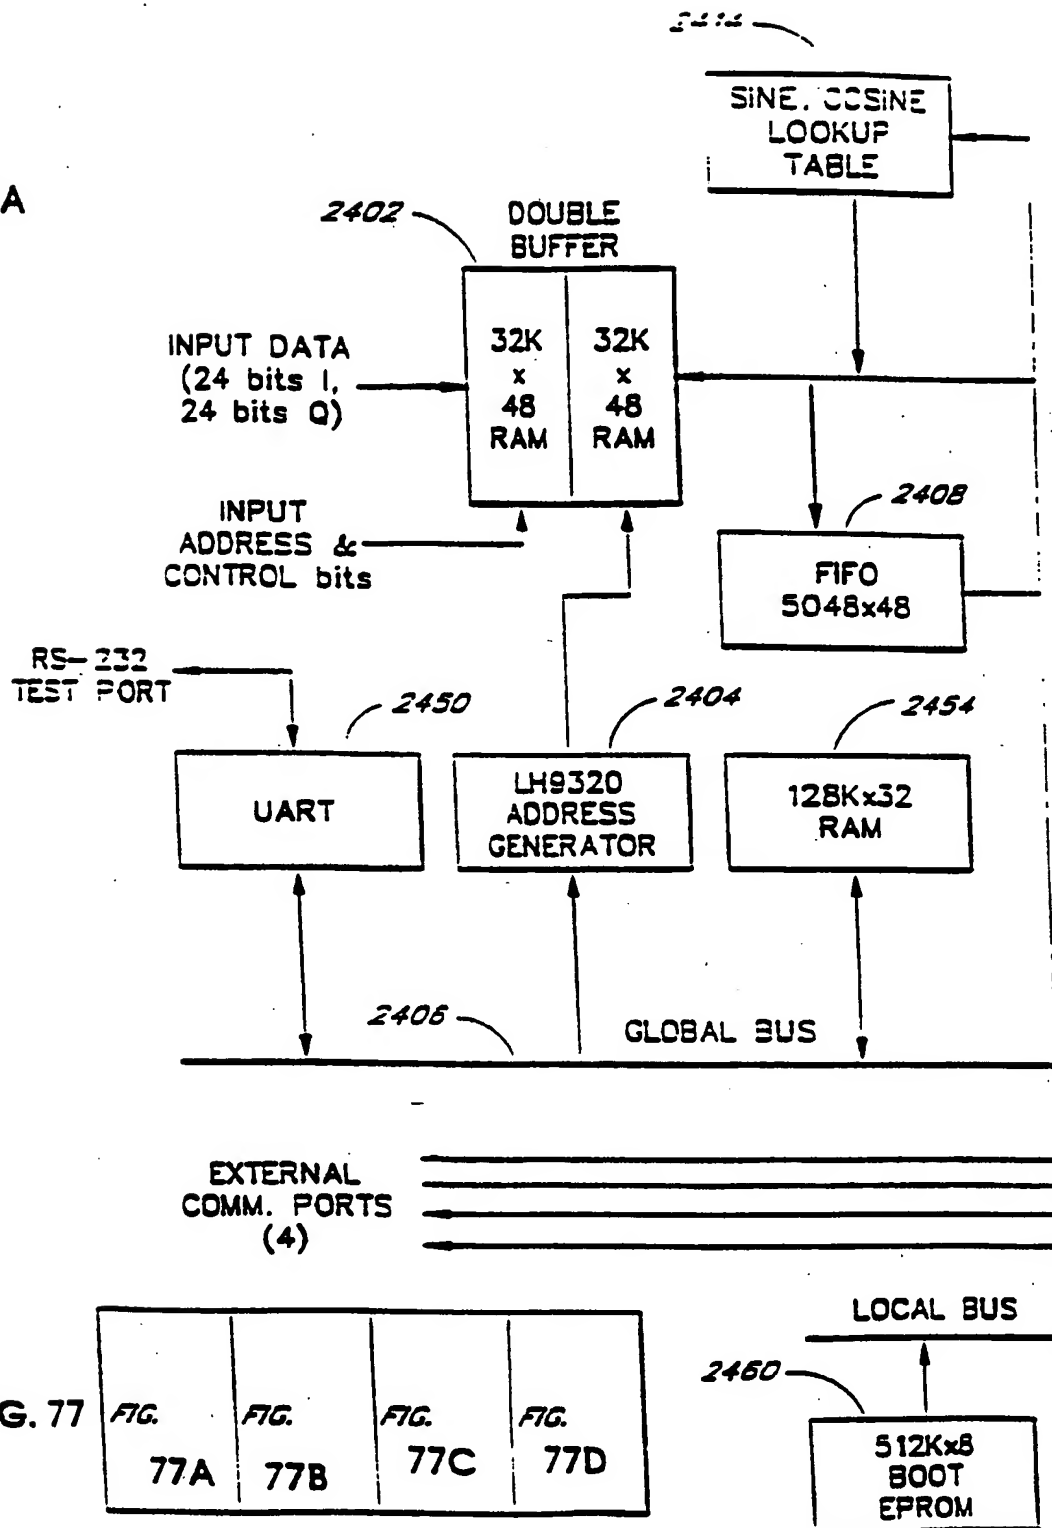 SINE, COSINE
LOOKUP
TABLE
A
2402
DOUBLE
BUFFER
INPUT DATA
(24 bits I,
24 bits Q)
32K
x
48
RAM
32K
x
48
RAM
INPUT
ADDRESS &
CONTROL bits
2408
FIFO
5048x48
RS-232
TEST PORT
2450
2404
2454
UART
LH9320
ADDRESS
GENERATOR
128Kx32
RAM
2406
GLOBAL BUS
EXTERNAL
COMM. PORTS
(4)
LOCAL BUS
2460
G. 77
FIG.
77A
FIG.
77B
FIG.
77C
FIG.
77D
512Kx8
BOOT
EPROM